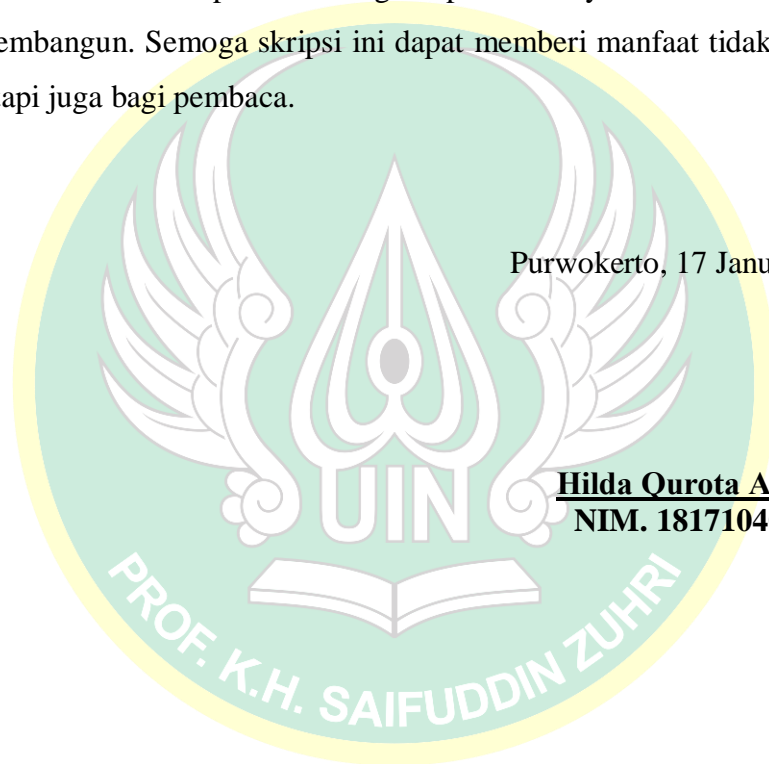 embangun. Semoga skripsi ini dapat memberi manfaat tidak
api juga bagi pembaca.
Purwokerto, 17 Janu
Hilda Qurota A
NIM. 1817104
UIN
PROF. K.H. SAIFUDDIN ZUHRI